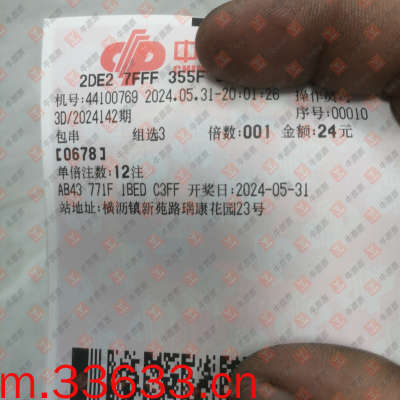 中
2DE2 7FFF 355F
机号:44100769 2024.05.31-20:01:26 操作员号
3D/2024142期 序号:00010
包串 组选3 倍数:001 金额:24元
[0678]
单倍注数:12注
AB43 771F 1BED C3FF 开奖日:2024-05-31
站地址:横沥镇新苑路瑞康花园23号
m.33633.cn